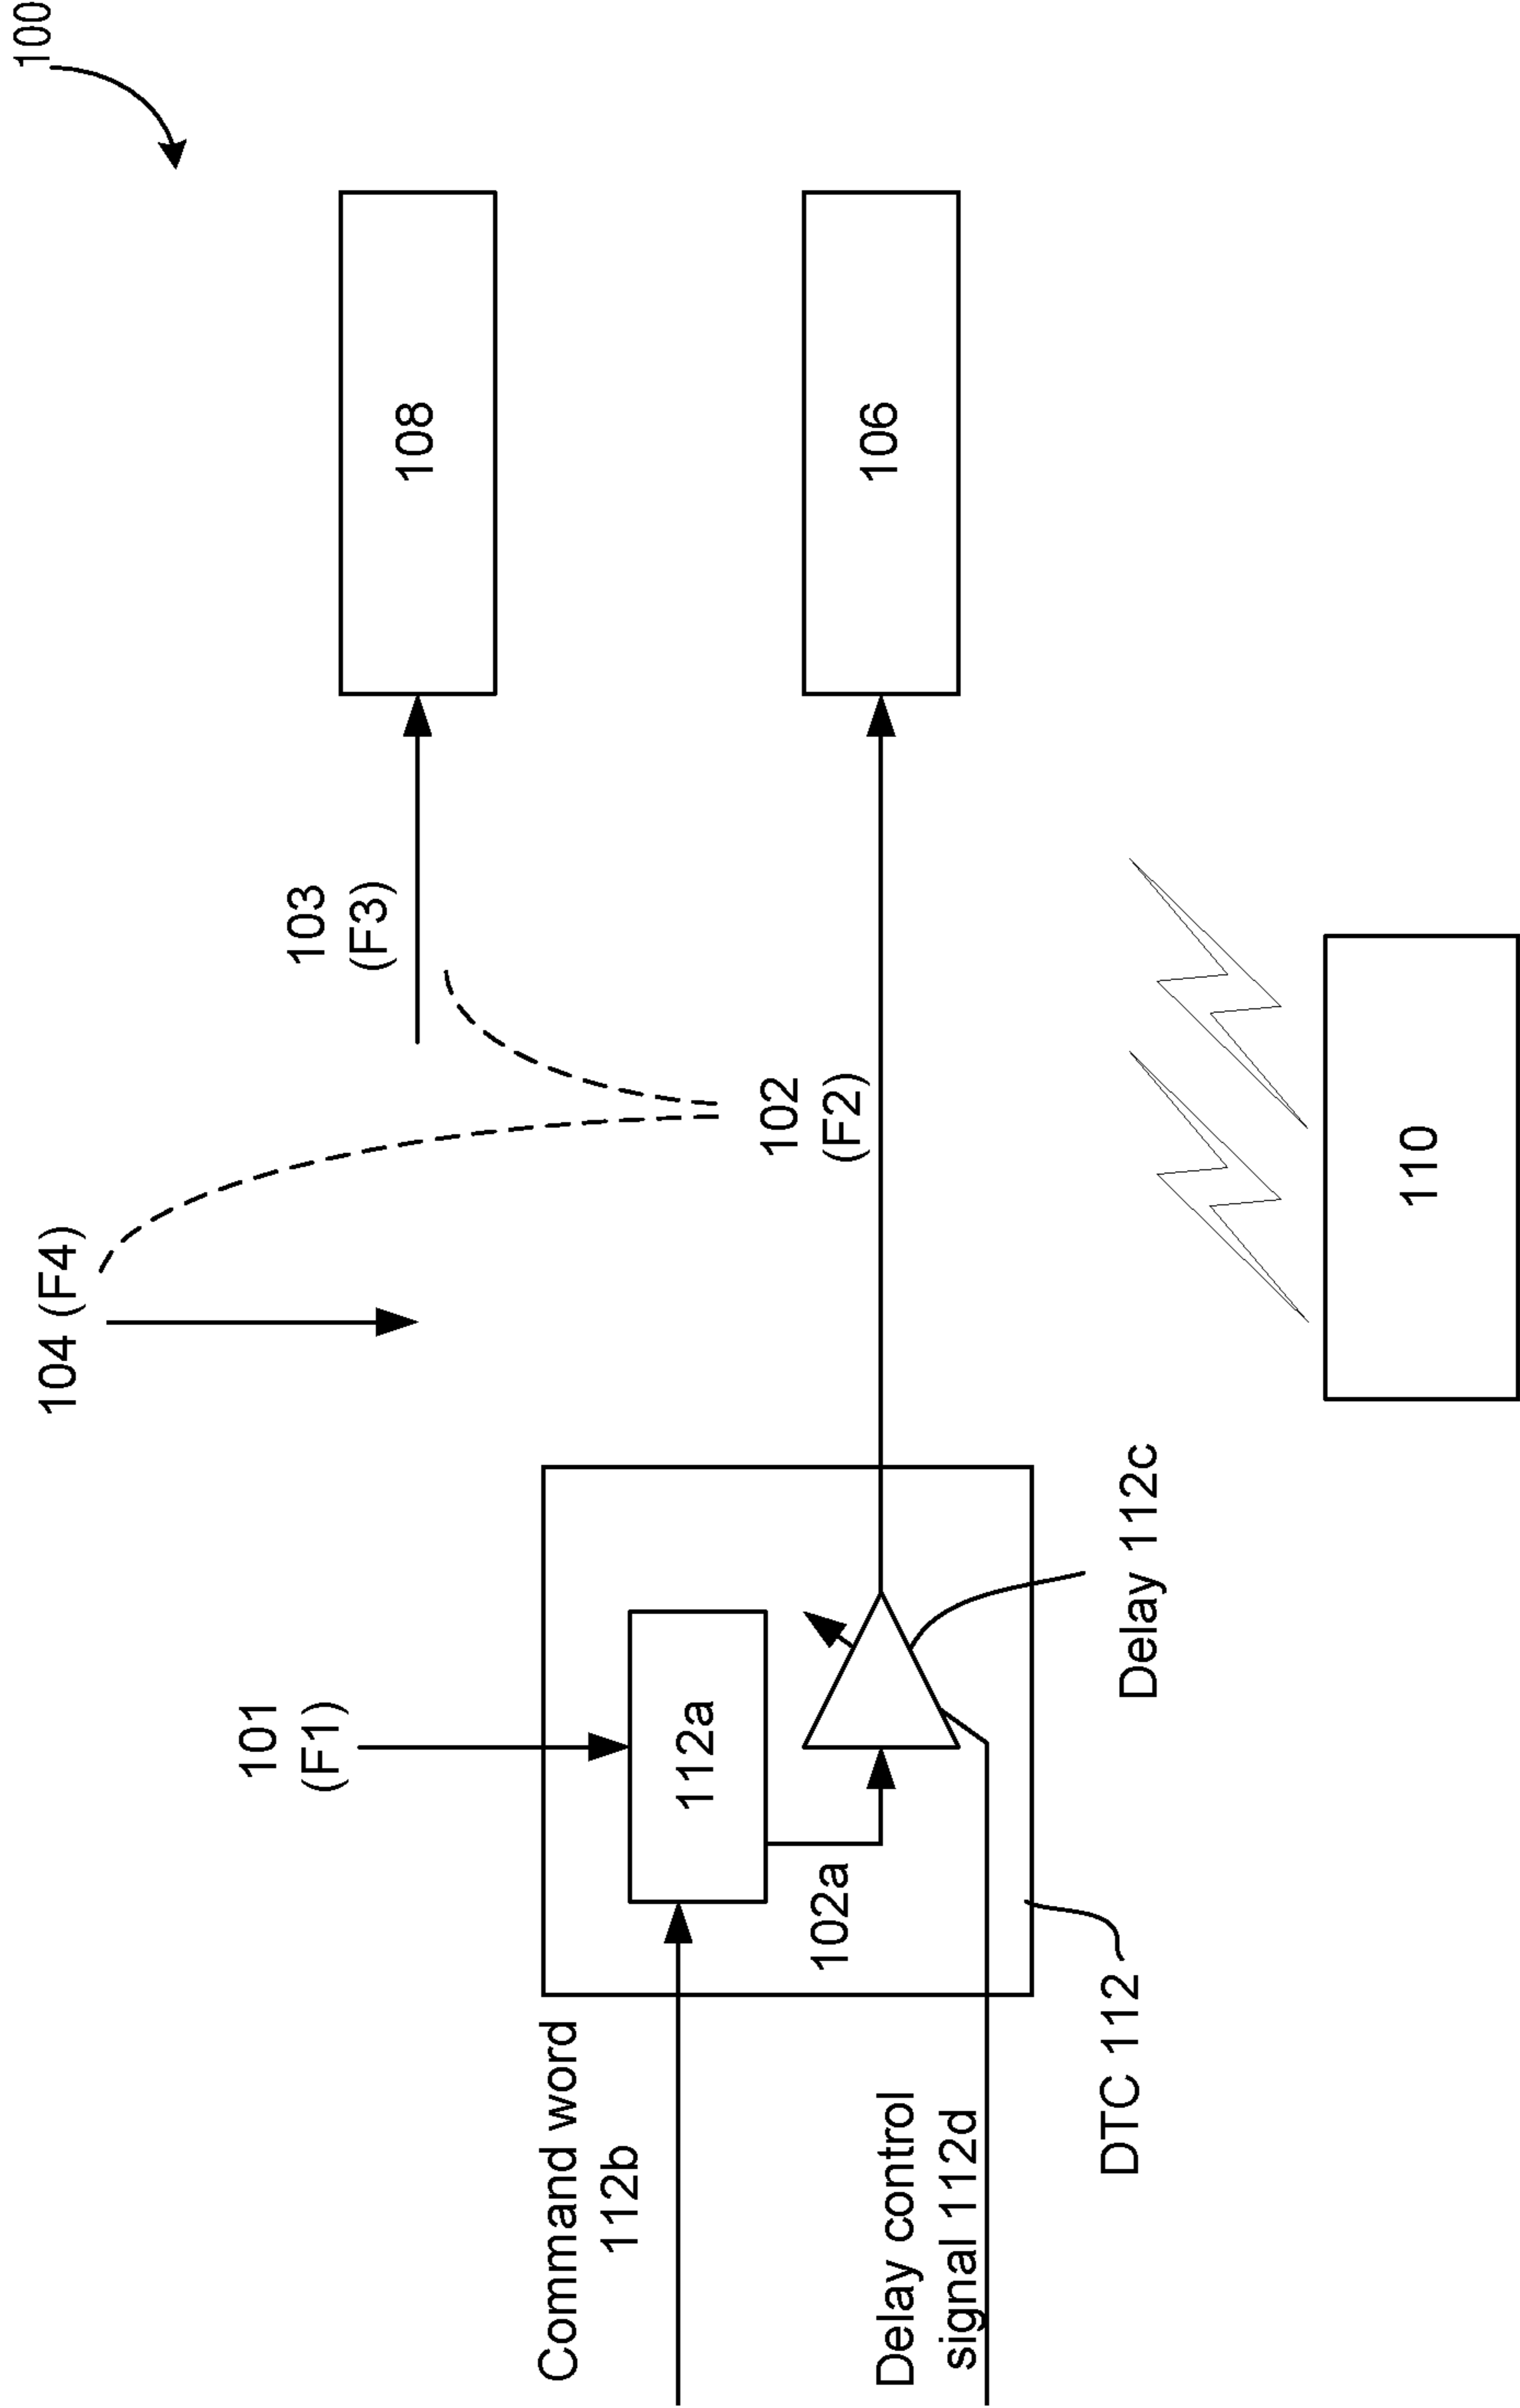 100
104 (F4)
101
(F1)
103
(F3)
108
Command word
112b
112a
102a
102
(F2)
106
Delay control
signal 112d
DTC 112
Delay 112c
110